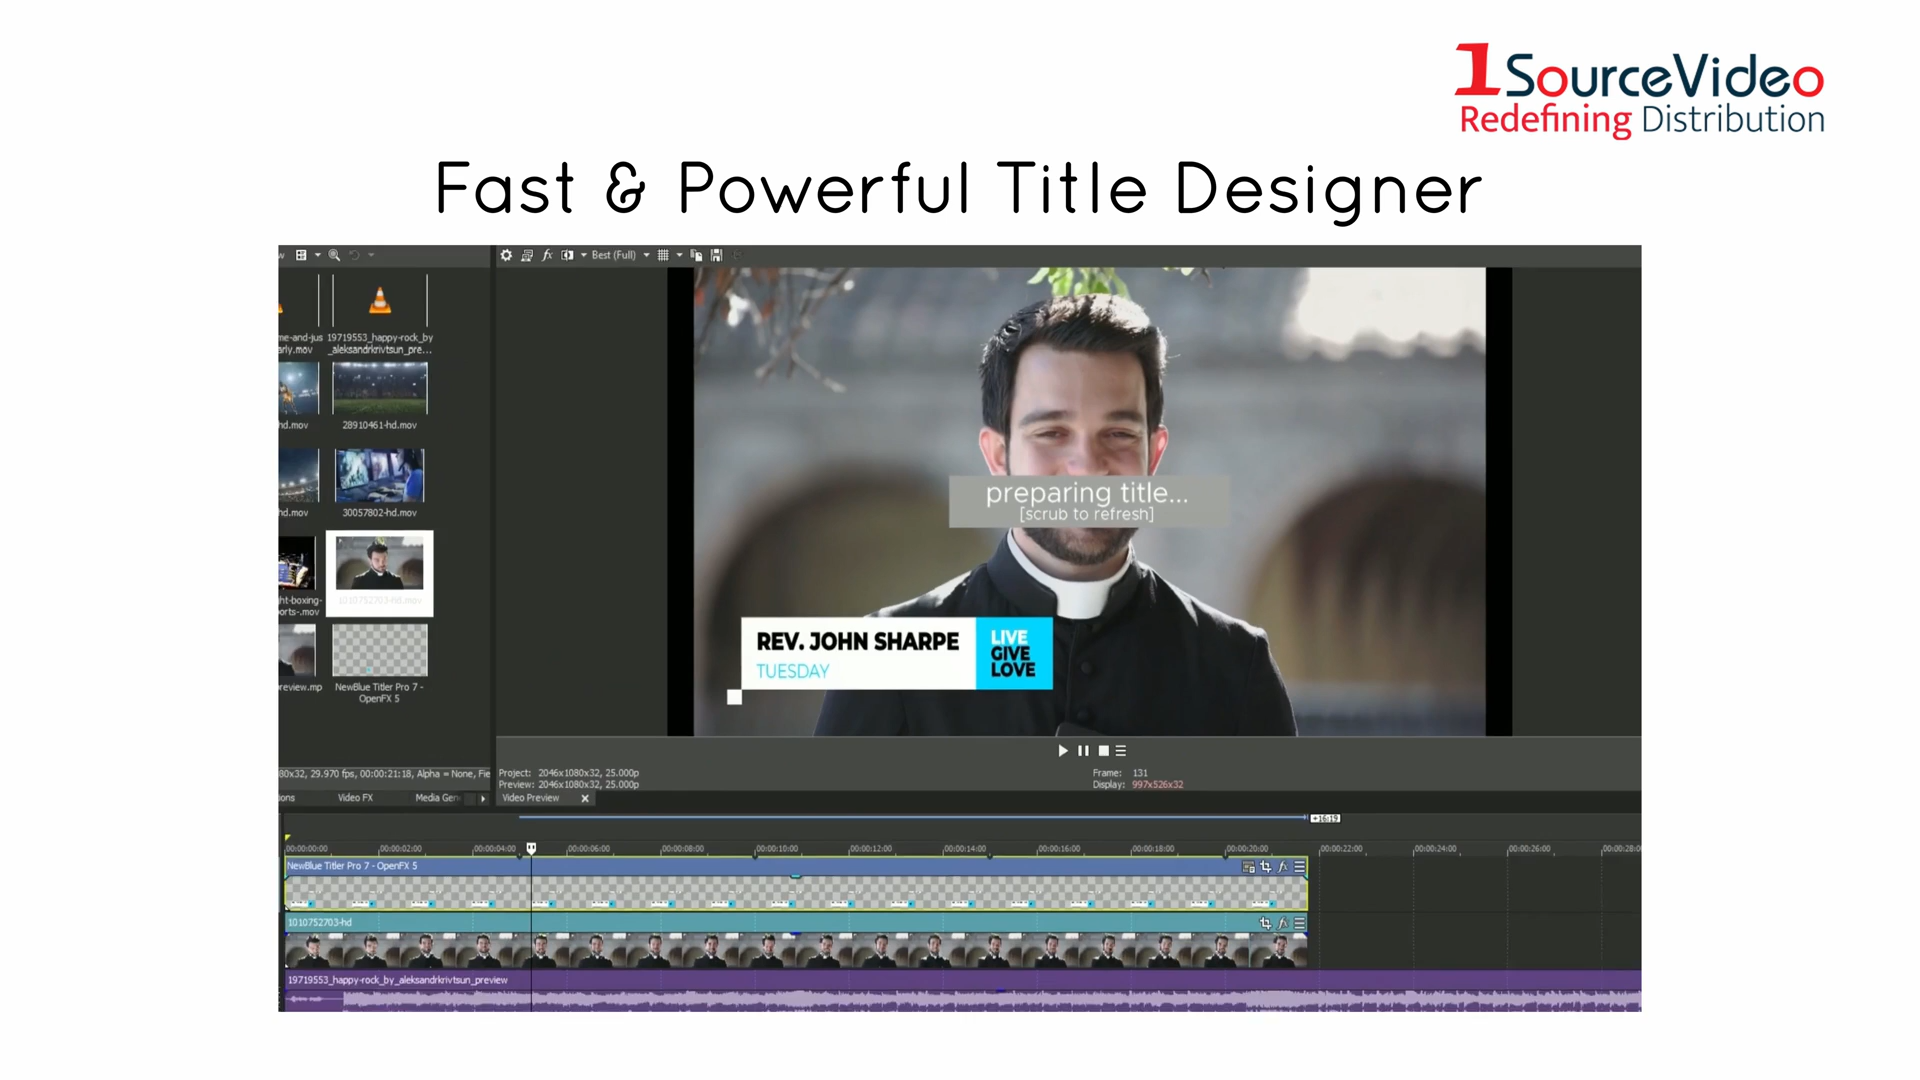 1SourceVideo
Redefining Distribution
Fast & Powerful Title Designer
Best (Full)
me-and-jus
arly.mov
19719553_happy-rock_by
_aleksandrkrivtsun_pre...
hd.mov
28910461-hd.mov
hd.mov
30057802-hd.mov
ht-boxing-
orts-.mov
1010752703-hd.mov
review.mp
NewBlue Titler Pro 7 -
OpenFX 5
preparing title...
[scrub to refresh]
REV. JOHN SHARPE
TUESDAY
LIVE
GIVE
LOVE
80x32, 29.970 fps, 00:00:21:18, Alpha = None, Fie
Project: 2046x1080x32, 25.000p
Preview: 2046x1080x32, 25.000p
Frame: 131
Display: 997x526x32
ions Video FX Media Gen
Video Preview
+16:19
00:00:00:00 00:00:02:00 00:00:04:00 00:00:06:00 00:00:08:00 00:00:10:00 00:00:12:00 00:00:14:00 00:00:16:00 00:00:18:00 00:00:20:00 00:00:22:00 00:00:24:00 00:00:26:00 00:00:28:0
NewBlue Titler Pro 7 - OpenFX 5
1010752703-hd
19719553_happy-rock_by_aleksandrkrivtsun_preview